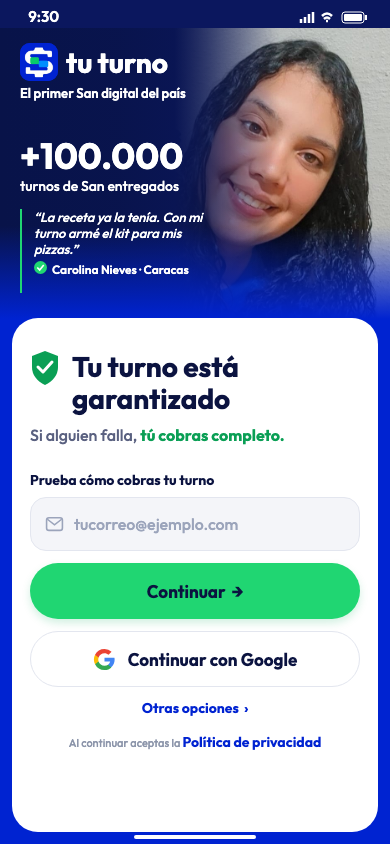 9:30
tu turno
El primer San digital del país
+100.000
turnos de San entregados
“La receta ya la tenía. Con mi
turno armé el kit para mis
pizzas.”
Carolina Nieves · Caracas
Tu turno está
garantizado
Si alguien falla, tú cobras completo.
Prueba cómo cobras tu turno
tucorreo@ejemplo.com
Continuar →
Continuar con Google
Otras opciones ›
Al continuar aceptas la Política de privacidad